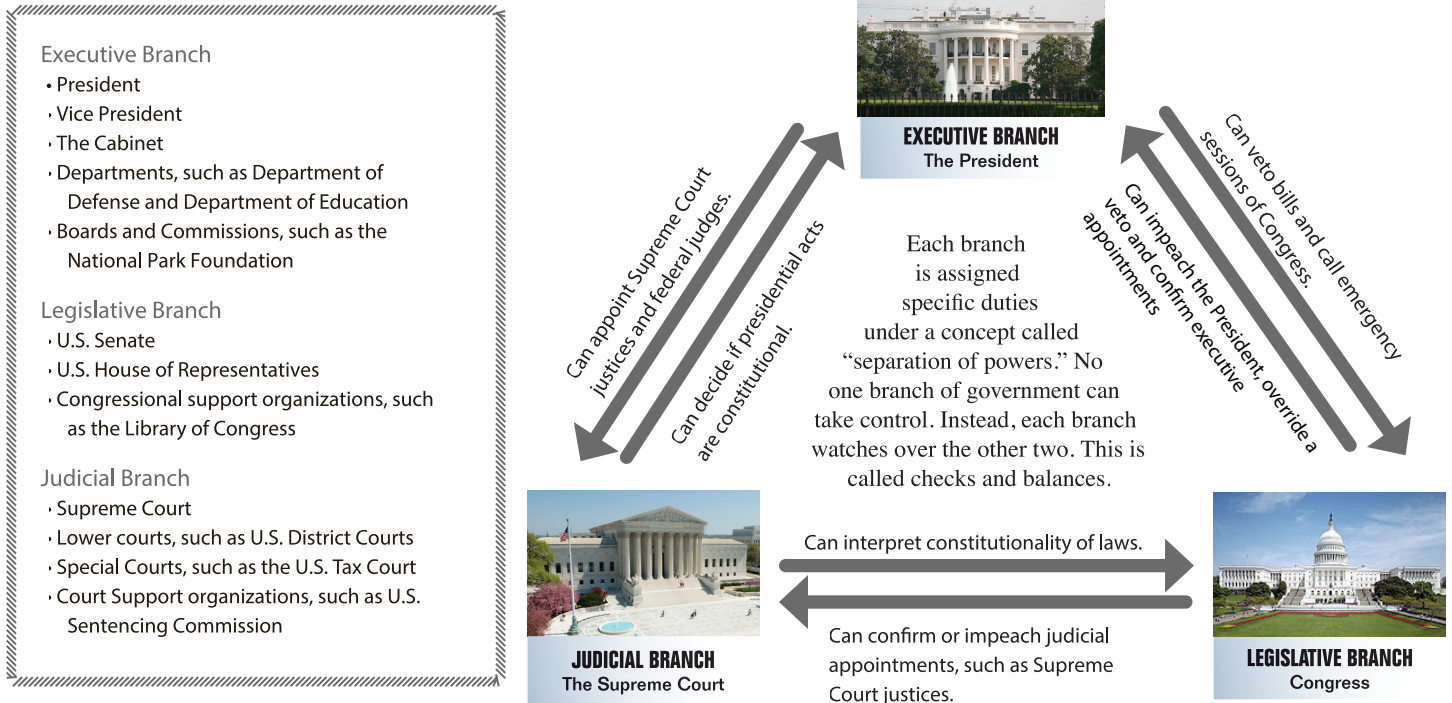 Executive Branch
• President
· Vice President
· The Cabinet
· Departments, such as Department of
Defense and Department of Education
· Boards and Commissions, such as the
National Park Foundation
Legislative Branch
· U.S. Senate
· U.S. House of Representatives
· Congressional support organizations, such
as the Library of Congress
Judicial Branch
· Supreme Court
· Lower courts, such as U.S. District Courts
· Special Courts, such as the U.S. Tax Court
· Court Support organizations, such as U.S.
Sentencing Commission
EXECUTIVE BRANCH
The President
Can appoint Supreme Court
justices and federal judges.
Can decide if presidential acts
are constitutional.
Each branch
is assigned
specific duties
under a concept called
“separation of powers.” No
one branch of government can
take control. Instead, each branch
watches over the other two. This is
called checks and balances.
Can impeach the President, override a
veto and confirm executive
appointments
Can veto bills and call emergency
sessions of Congress.
JUDICIAL BRANCH
The Supreme Court
Can interpret constitutionality of laws.
Can confirm or impeach judicial
appointments, such as Supreme
Court justices.
LEGISLATIVE BRANCH
Congress